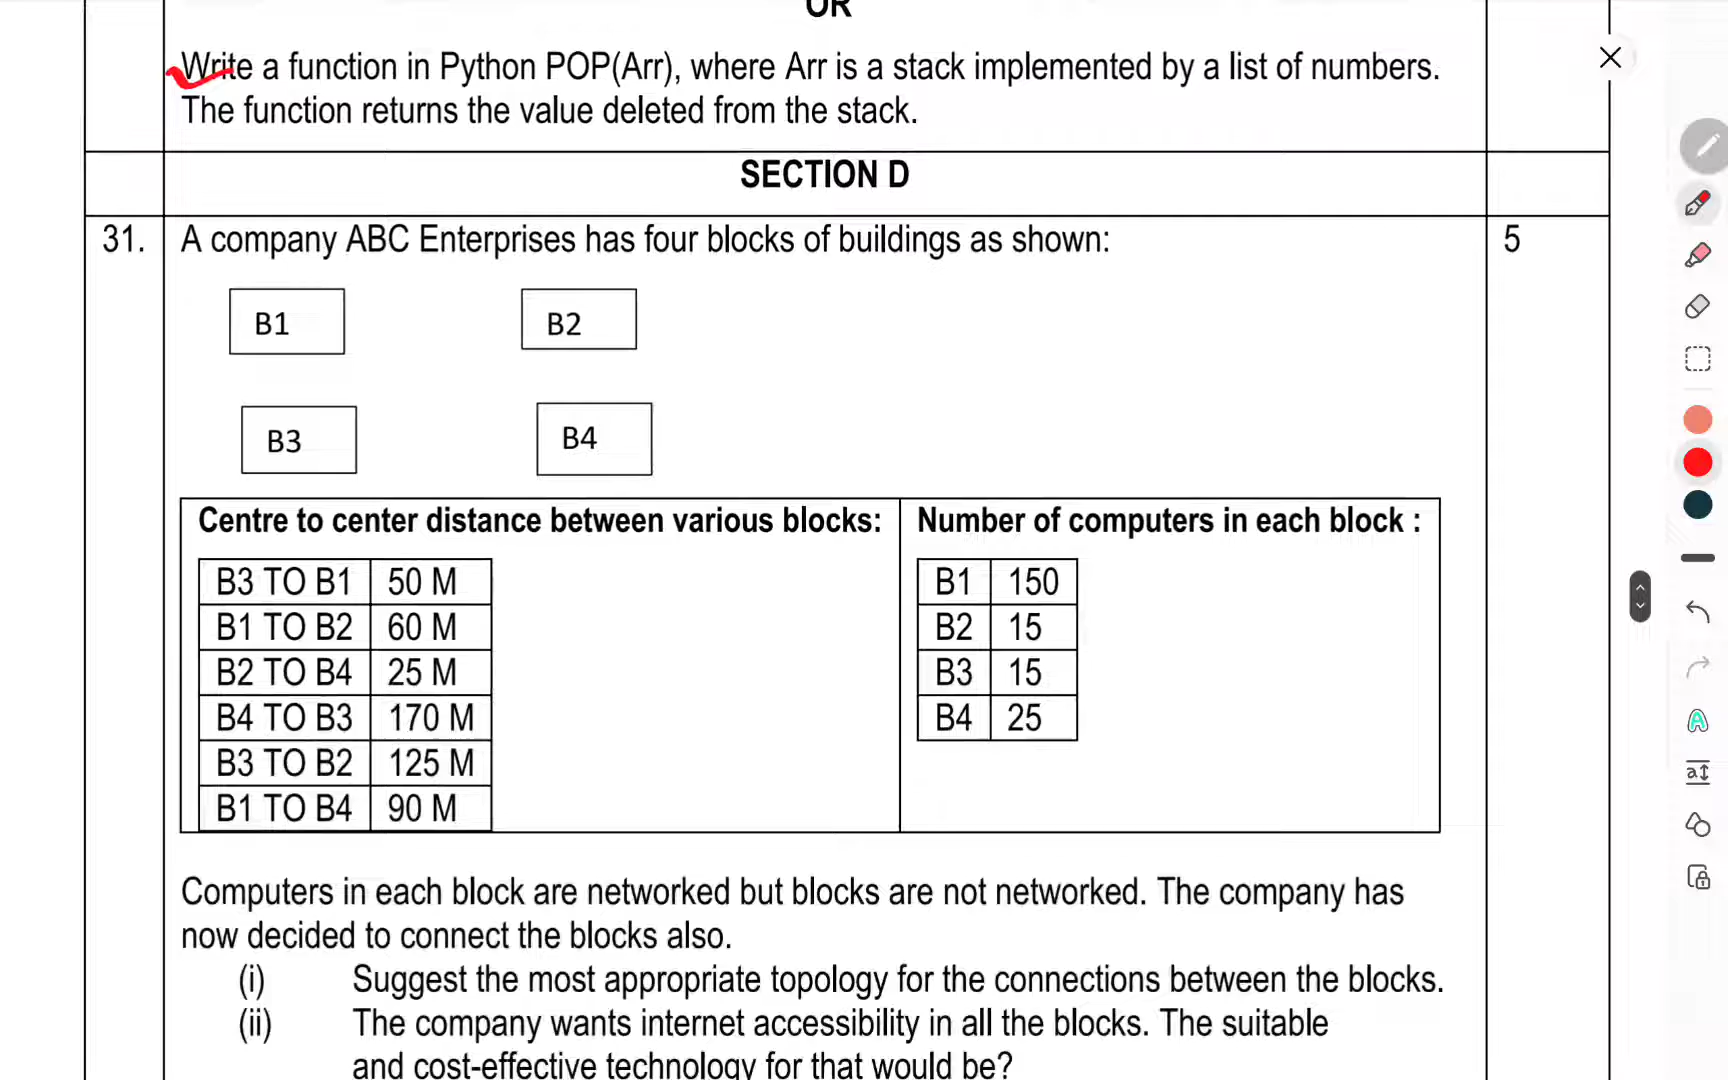 OR
Write a function in Python POP(Arr), where Arr is a stack implemented by a list of numbers.
The function returns the value deleted from the stack.
SECTION D
31. A company ABC Enterprises has four blocks of buildings as shown: 5
B1 B2
B3 B4
Centre to center distance between various blocks: Number of computers in each block :
B3 TO B1 50 M B1 150
B1 TO B2 60 M B2 15
B2 TO B4 25 M B3 15
B4 TO B3 170 M B4 25
B3 TO B2 125 M
B1 TO B4 90 M
Computers in each block are networked but blocks are not networked. The company has
now decided to connect the blocks also.
(i) Suggest the most appropriate topology for the connections between the blocks.
(ii) The company wants internet accessibility in all the blocks. The suitable
and cost-effective technology for that would be?